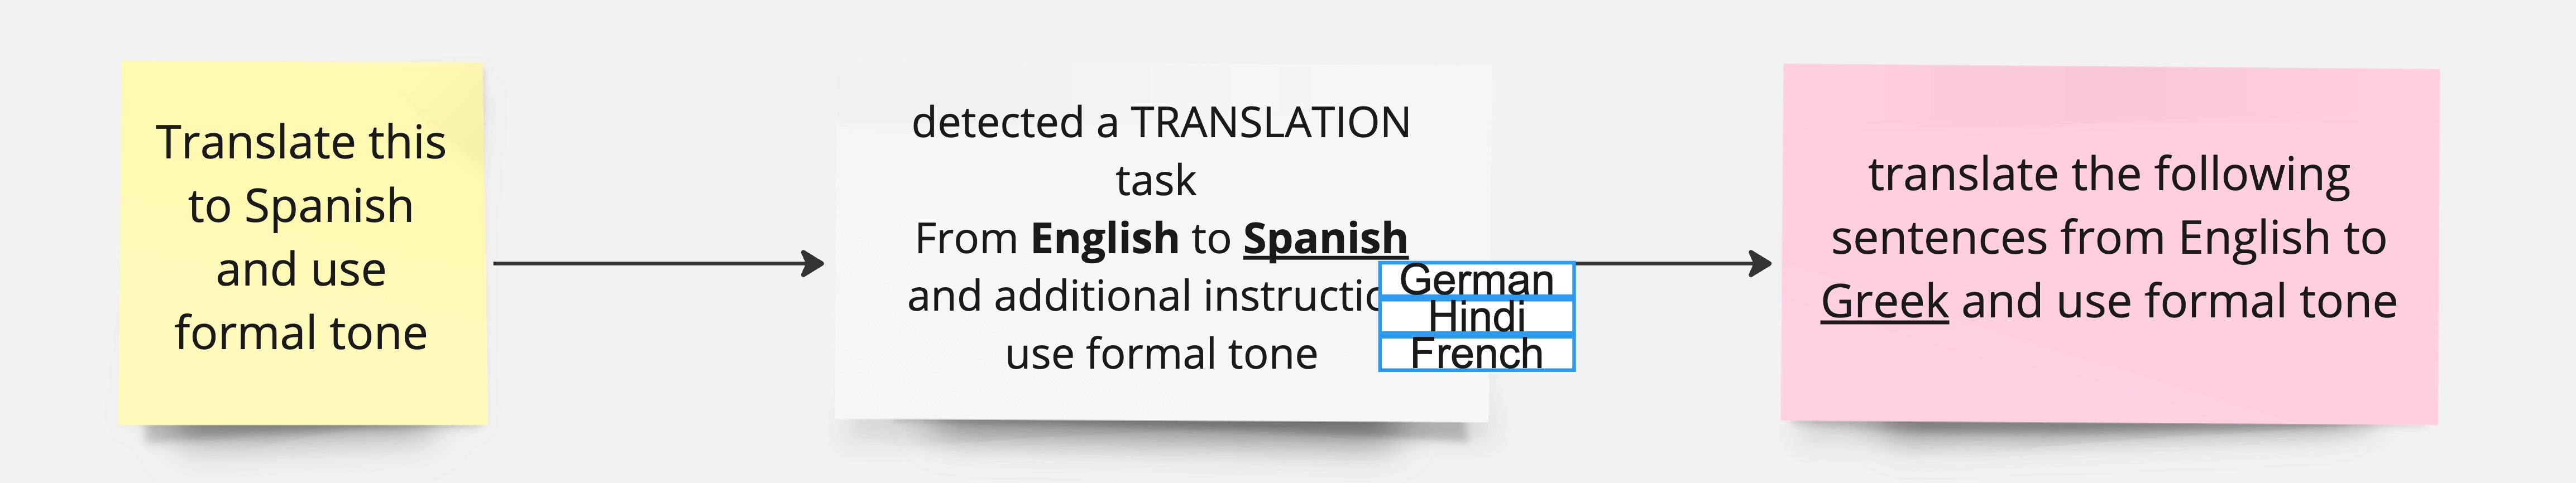 Translate this
to Spanish
and use
formal tone
detected a TRANSLATION
task
From English to Spanish
and additional
use formal tone
German
Hindi
French
translate the following
sentences from English to
Greek and use formal tone